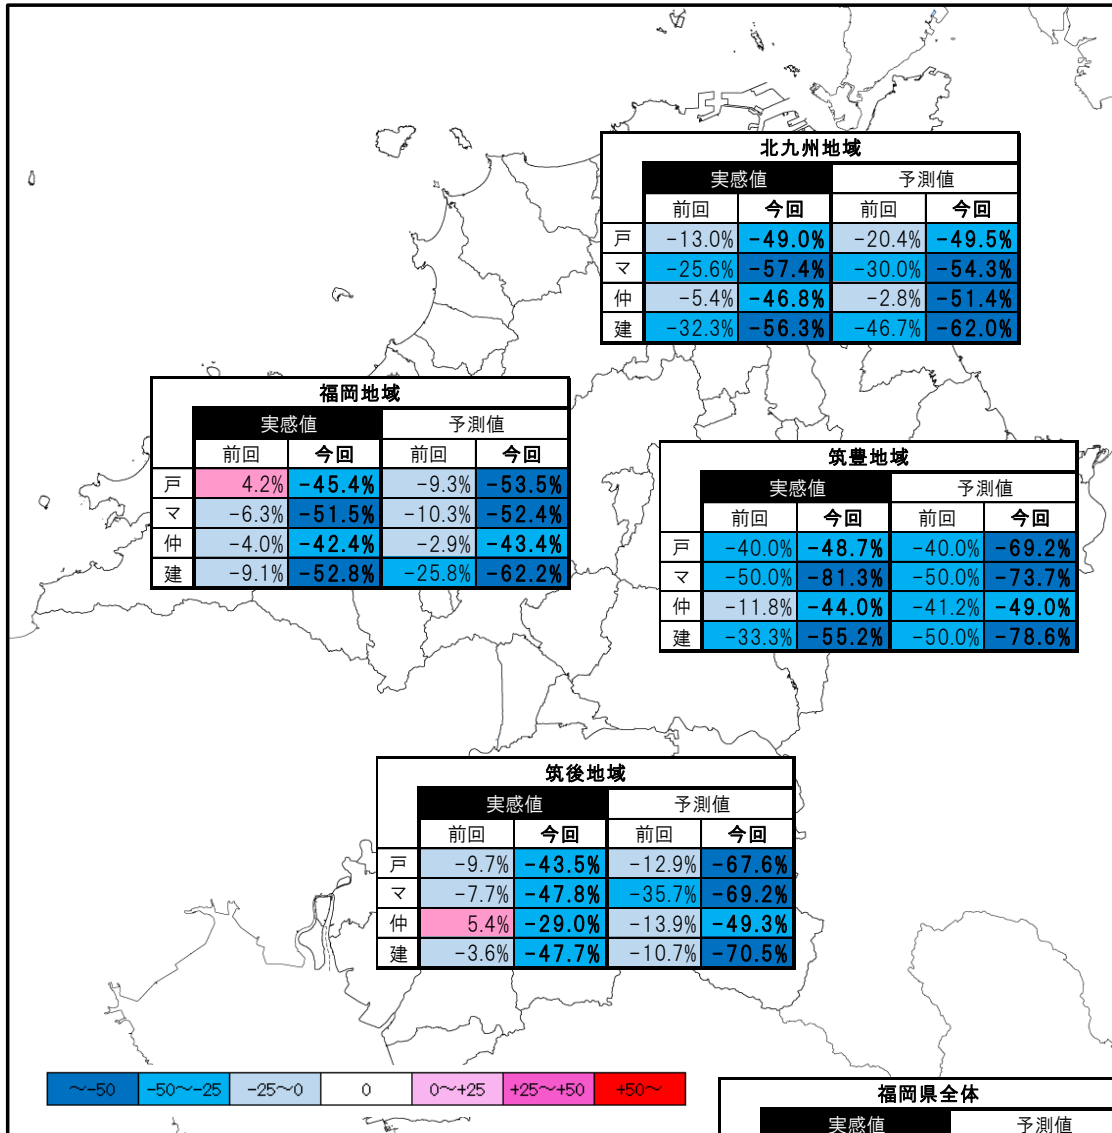 北九州地域
実感値 予測値
前回 今回 前回 今回
戸 -13.0% -49.0% -20.4% -49.5%
マ -25.6% -57.4% -30.0% -54.3%
仲 -5.4% -46.8% -2.8% -51.4%
建 -32.3% -56.3% -46.7% -62.0%
福岡地域
実感値 予測値
前回 今回 前回 今回
戸 4.2% -45.4% -9.3% -53.5%
マ -6.3% -51.5% -10.3% -52.4%
仲 -4.0% -42.4% -2.9% -43.4%
建 -9.1% -52.8% -25.8% -62.2%
筑豊地域
実感値 予測値
前回 今回 前回 今回
戸 -40.0% -48.7% -40.0% -69.2%
マ -50.0% -81.3% -50.0% -73.7%
仲 -11.8% -44.0% -41.2% -49.0%
建 -33.3% -55.2% -50.0% -78.6%
筑後地域
実感値 予測値
前回 今回 前回 今回
戸 -9.7% -43.5% -12.9% -67.6%
マ -7.7% -47.8% -35.7% -69.2%
仲 5.4% -29.0% -13.9% -49.3%
建 -3.6% -47.7% -10.7% -70.5%
～-50 -50～-25 -25～0 0 0～+25 +25～+50 +50～
福岡県全体
実感値 予測値